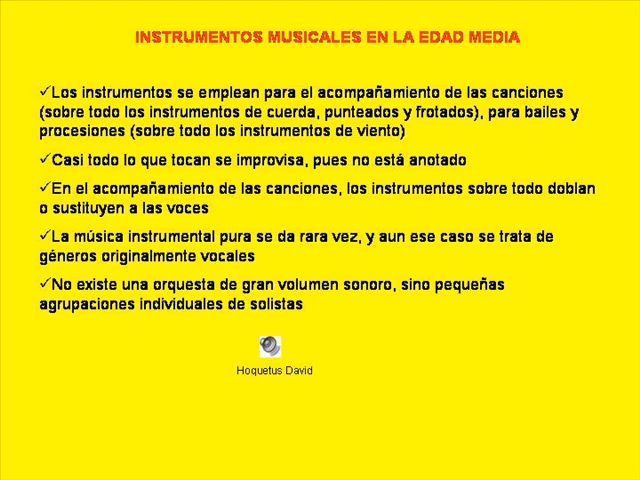 INSTRUMENTOS MUSICALES EN LA EDAD MEDIA
✓Los instrumentos se emplean para el acompañamiento de las canciones
(sobre todo los instrumentos de cuerda, punteados y frotados), para bailes y
procesiones (sobre todo los instrumentos de viento)
✓Casi todo lo que tocan se improvisa, pues no está anotado
✓En el acompañamiento de las canciones, los instrumentos sobre todo doblan
o sustituyen a las voces
✓La música instrumental pura se da rara vez, y aun ese caso se trata de
géneros originalmente vocales
✓No existe una orquesta de gran volumen sonoro, sino pequeñas
agrupaciones individuales de solistas
Hoquetus David